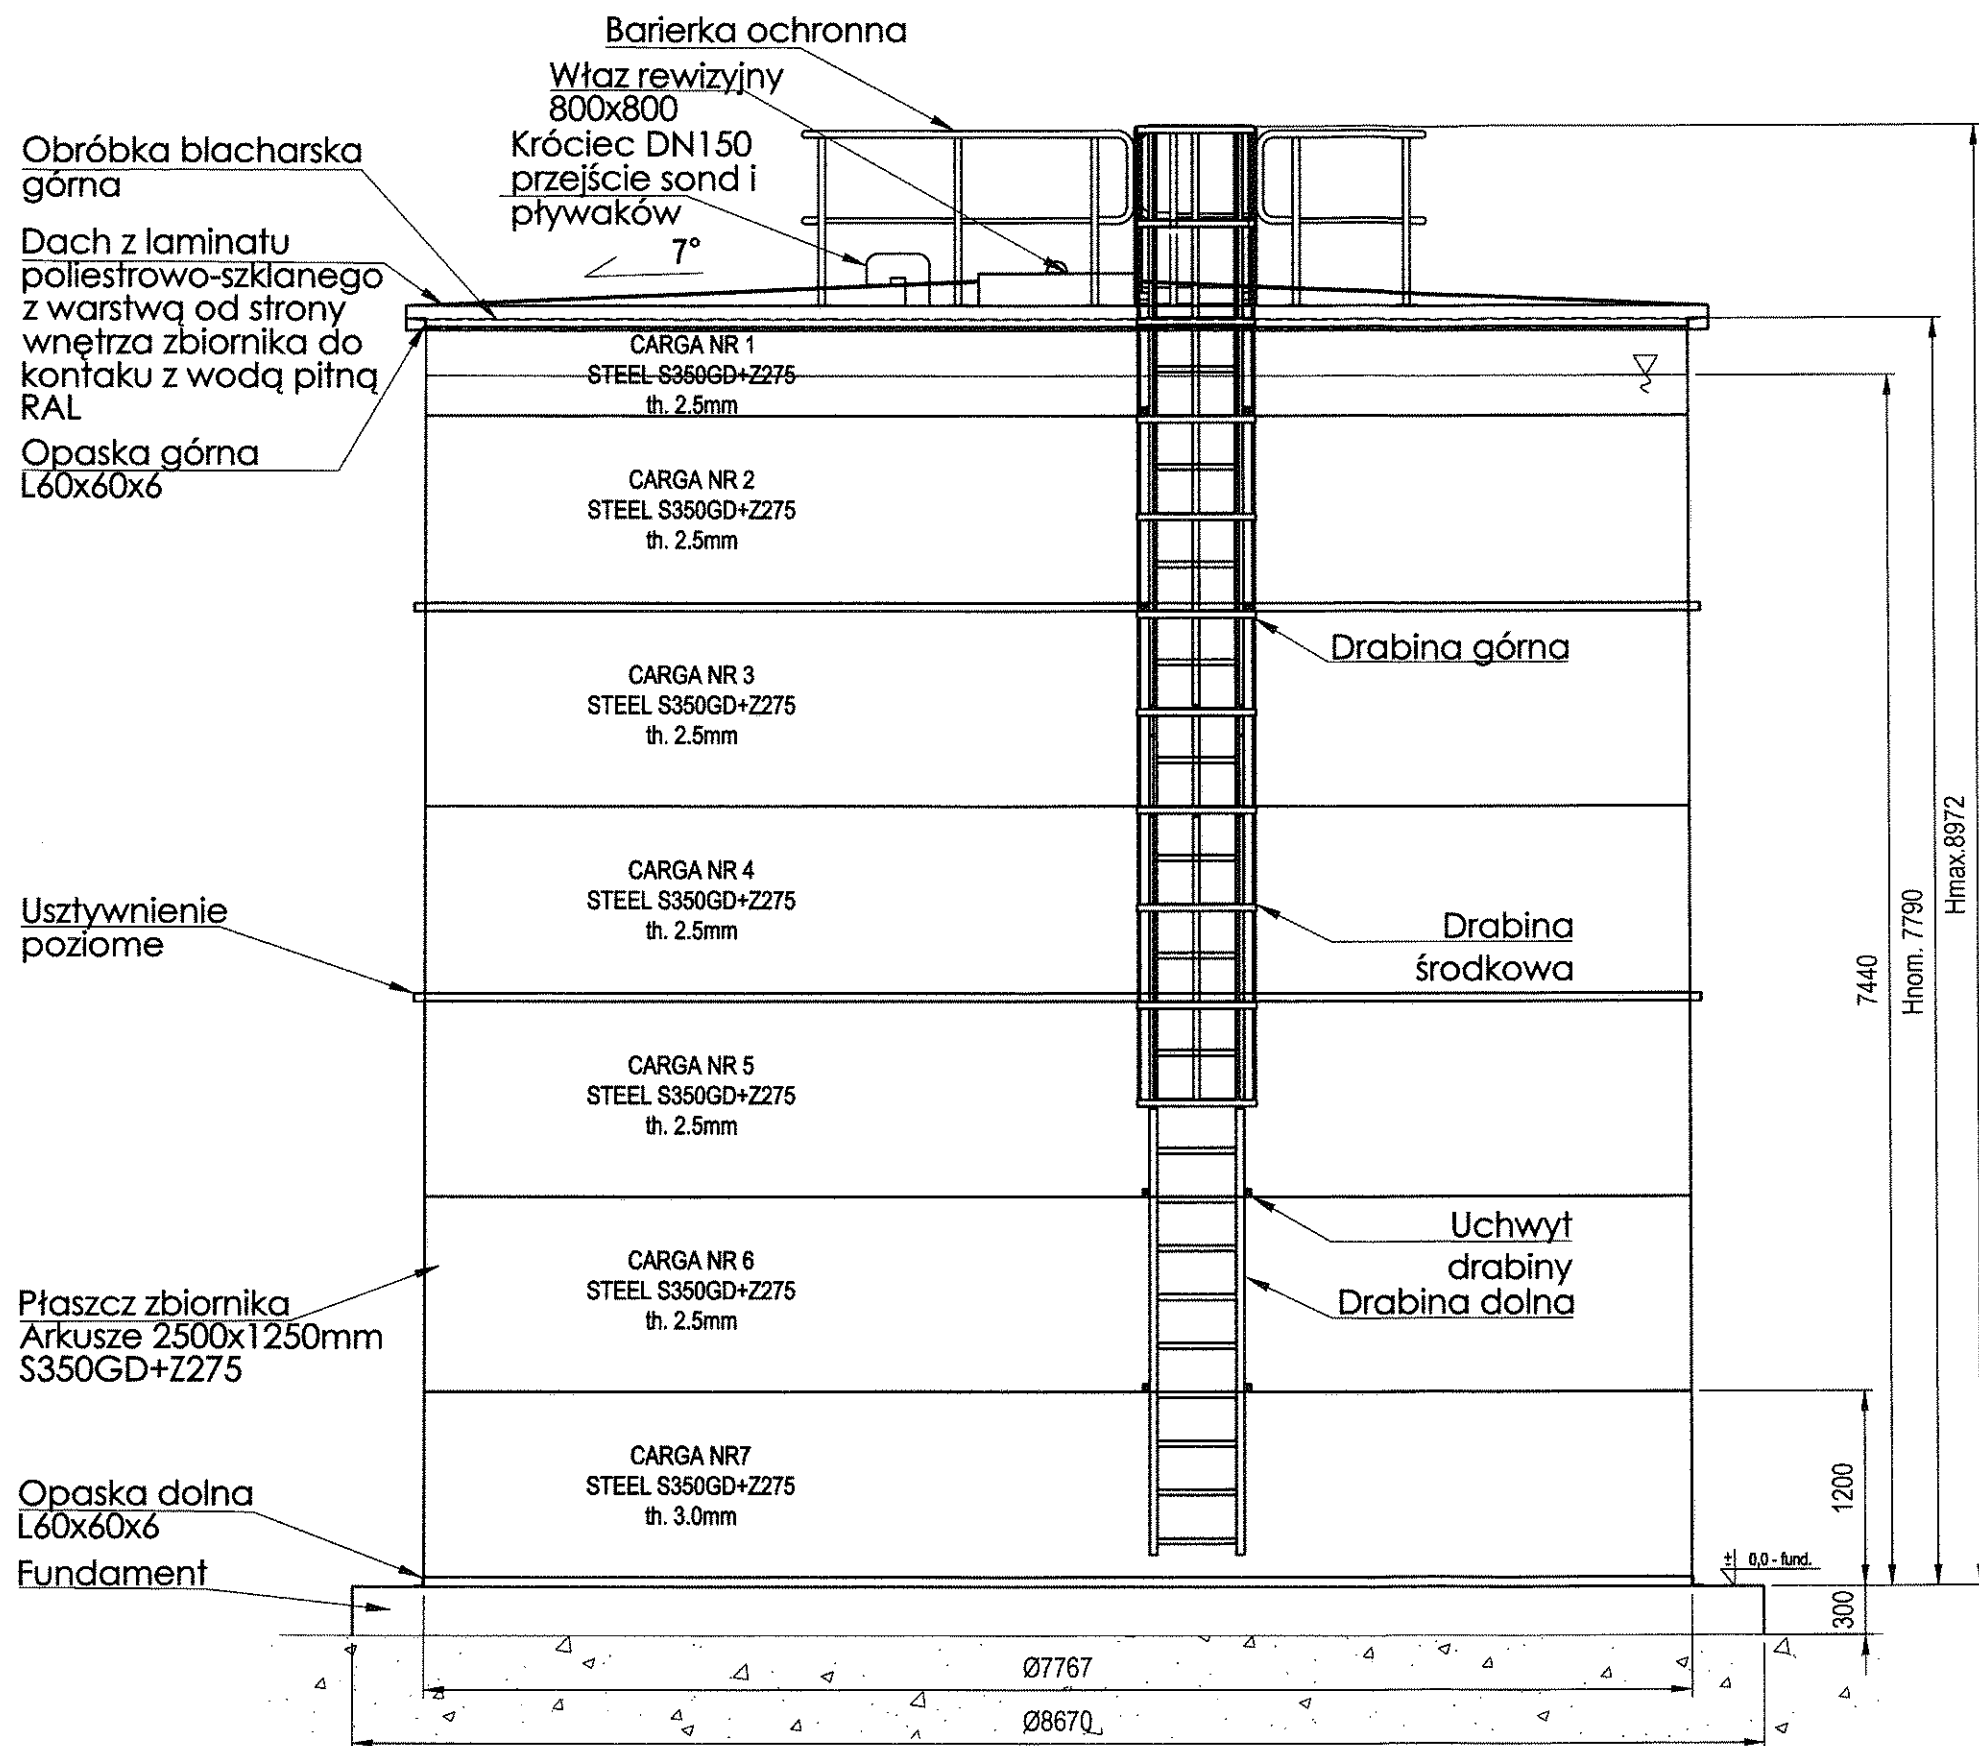 Barierka ochronna
Właz rewizyjny
800x800
Króciec DN150
przejście sond i
pływaków
7°
Obróbka blacharska
górna
Dach z laminatu
poliestrowo-szklanego
z warstwą od strony
wnętrza zbiornika do
kontaku z wodą pitną
RAL
Opaska górna
L60x60x6
CARGA NR 1
STEEL S350GD+Z275
th. 2.5mm
CARGA NR 2
STEEL S350GD+Z275
th. 2.5mm
CARGA NR 3
STEEL S350GD+Z275
th. 2.5mm
Drabina górna
CARGA NR 4
STEEL S350GD+Z275
th. 2.5mm
Usztywnienie
poziome
Drabina
środkowa
7440
Hnom. 7790
Hmax.8972
CARGA NR 5
STEEL S350GD+Z275
th. 2.5mm
Uchwyt
drabiny
Drabina dolna
CARGA NR 6
STEEL S350GD+Z275
th. 2.5mm
Płaszcz zbiornika
Arkusze 2500x1250mm
S350GD+Z275
CARGA NR7
STEEL S350GD+Z275
th. 3.0mm
1200
Opaska dolna
L60x60x6
Fundament
± 0,0 - fund.
300
Ø7767
Ø8670